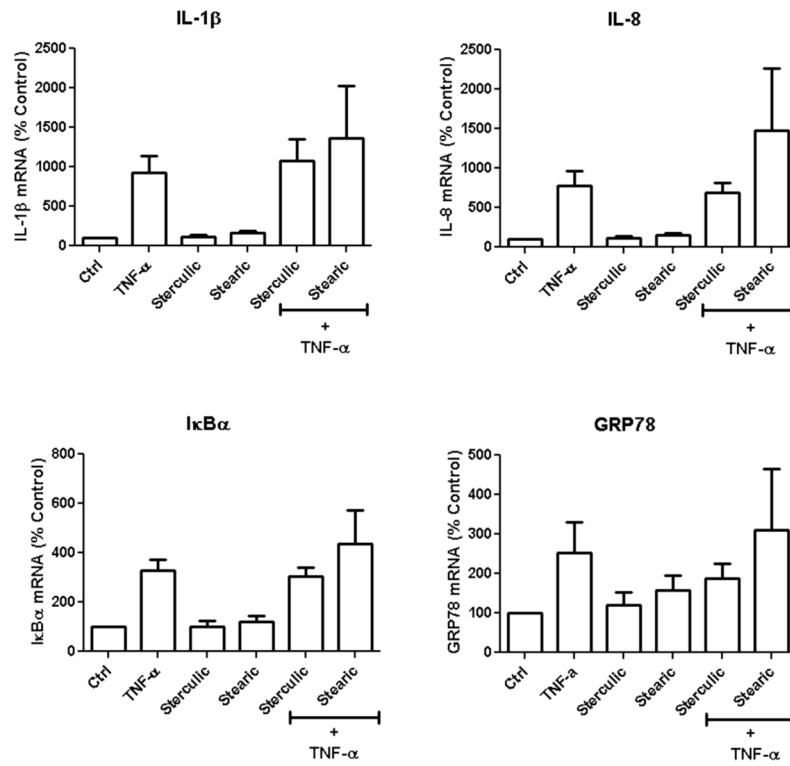 IL-1β
IL-1β mRNA (% Control)
2500
2000
1500
1000
500
0
Ctrl
TNF-α
Sterculic
Stearic
Sterculic
Stearic
+
TNF-α
IL-8
IL-8 mRNA (% Control)
2500
2000
1500
1000
500
0
Ctrl
TNF-α
Sterculic
Stearic
Sterculic
Stearic
+
TNF-α
IκBα
IκBα mRNA (% Control)
800
600
400
200
0
Ctrl
TNF-α
Sterculic
Stearic
Sterculic
Stearic
+
TNF-α
GRP78
GRP78 mRNA (% Control)
500
400
300
200
100
0
Ctrl
TNF-a
Sterculic
Stearic
Sterculic
Stearic
+
TNF-α